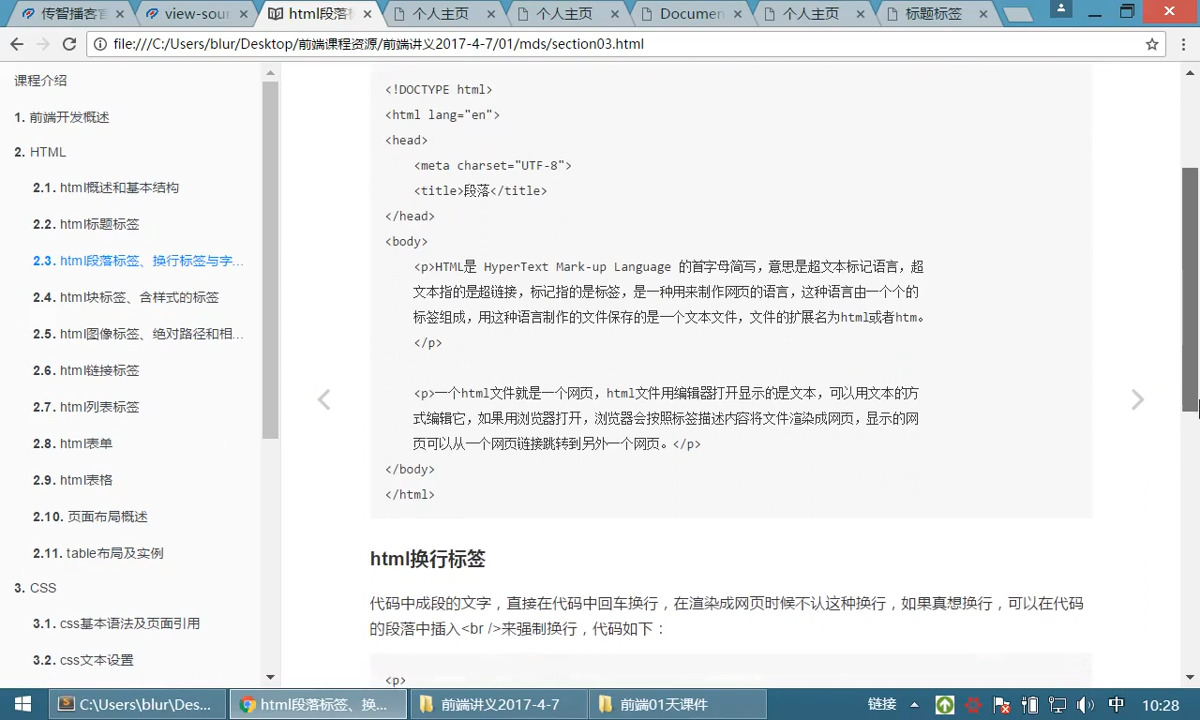 传智播客官
view-sour
html段落
个人主页
个人主页
Documen
个人主页
标题标签
file:///C:/Users/blur/Desktop/前端课程资源/前端讲义2017-4-7/01/mds/section03.html
课程介绍
1. 前端开发概述
2. HTML
2.1. html概述和基本结构
2.2. html标题标签
2.3. html段落标签、换行标签与字...
2.4. html块标签、含样式的标签
2.5. html图像标签、绝对路径和相...
2.6. html链接标签
2.7. html列表标签
2.8. html表单
2.9. html表格
2.10. 页面布局概述
2.11. table布局及实例
3. CSS
3.1. css基本语法及页面引用
3.2. css文本设置
<!DOCTYPE html>
<html lang="en">
<head>
<meta charset="UTF-8">
<title>段落</title>
</head>
<body>
<p>HTML是 HyperText Mark-up Language 的首字母简写，意思是超文本标记语言，超
文本指的是超链接，标记指的是标签，是一种用来制作网页的语言，这种语言由一个个的
标签组成，用这种语言制作的文件保存的是一个文本文件，文件的扩展名为html或者htm。
</p>
<p>一个html文件就是一个网页，html文件用编辑器打开显示的是文本，可以用文本的方
式编辑它，如果用浏览器打开，浏览器会按照标签描述内容将文件渲染成网页，显示的网
页可以从一个网页链接跳转到另外一个网页。</p>
</body>
</html>
html换行标签
代码中成段的文字，直接在代码中回车换行，在渲染成网页时候不认这种换行，如果真想换行，可以在代码
的段落中插入<br />来强制换行，代码如下：
<p>
C:\Users\blur\Des...
html段落标签、换...
前端讲义2017-4-7
前端01天课件
链接
中
10:28